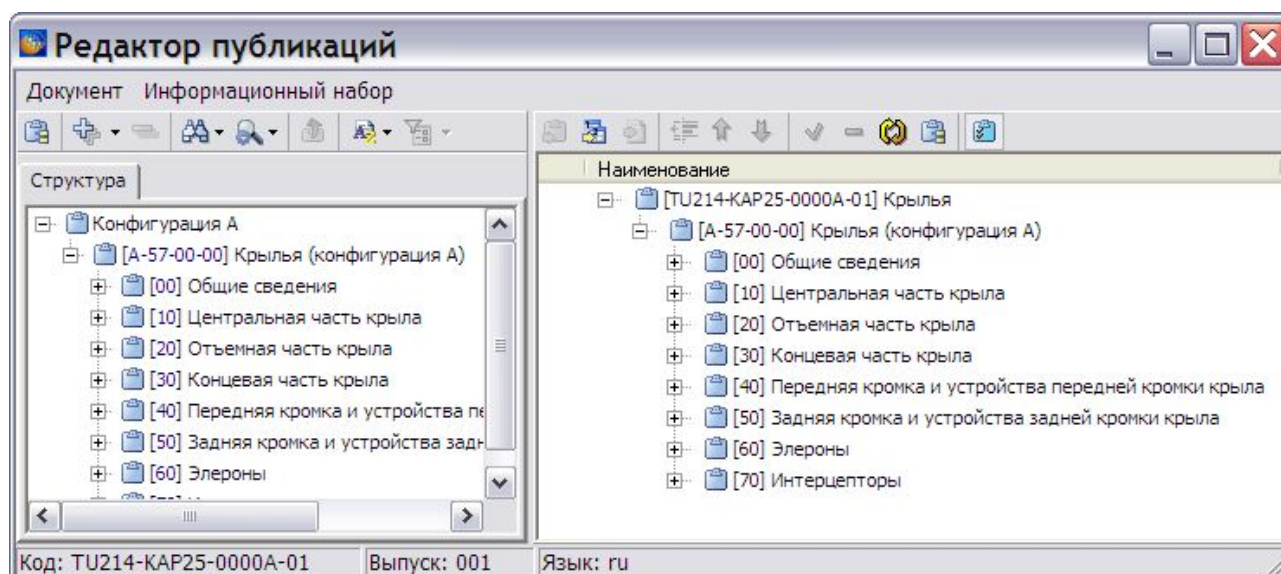 Редактор публикаций
Документ Информационный набор
Структура
Конфигурация А
[А-57-00-00] Крылья (конфигурация А)
[00] Общие сведения
[10] Центральная часть крыла
[20] Отъемная часть крыла
[30] Концевая часть крыла
[40] Передняя кромка и устройства
[50] Задняя кромка и устройства
[60] Элероны
Наименование
[TU214-KAP25-0000A-01] Крылья
[А-57-00-00] Крылья (конфигурация А)
[00] Общие сведения
[10] Центральная часть крыла
[20] Отъемная часть крыла
[30] Концевая часть крыла
[40] Передняя кромка и устройства передней кромки крыла
[50] Задняя кромка и устройства задней кромки крыла
[60] Элероны
[70] Интерцепторы
Код: TU214-KAP25-0000A-01 Выпуск: 001 Язык: ru